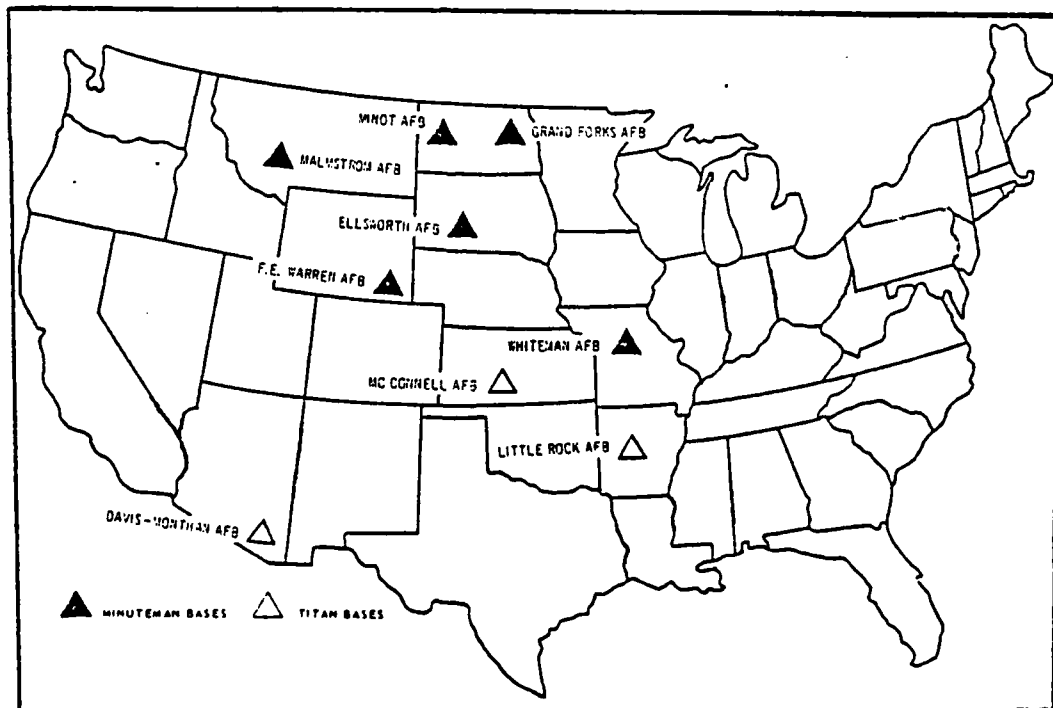 MINOT AFB
GRAND FORKS AFB
MALMSTROM AFB
ELLSWORTH AFB
F.E. WARREN AFB
WHITEMAN AFB
MC CONNELL AFB
LITTLE ROCK AFB
DAVIS-MONTHAN AFB
MINUTEMAN BASES
TITAN BASES